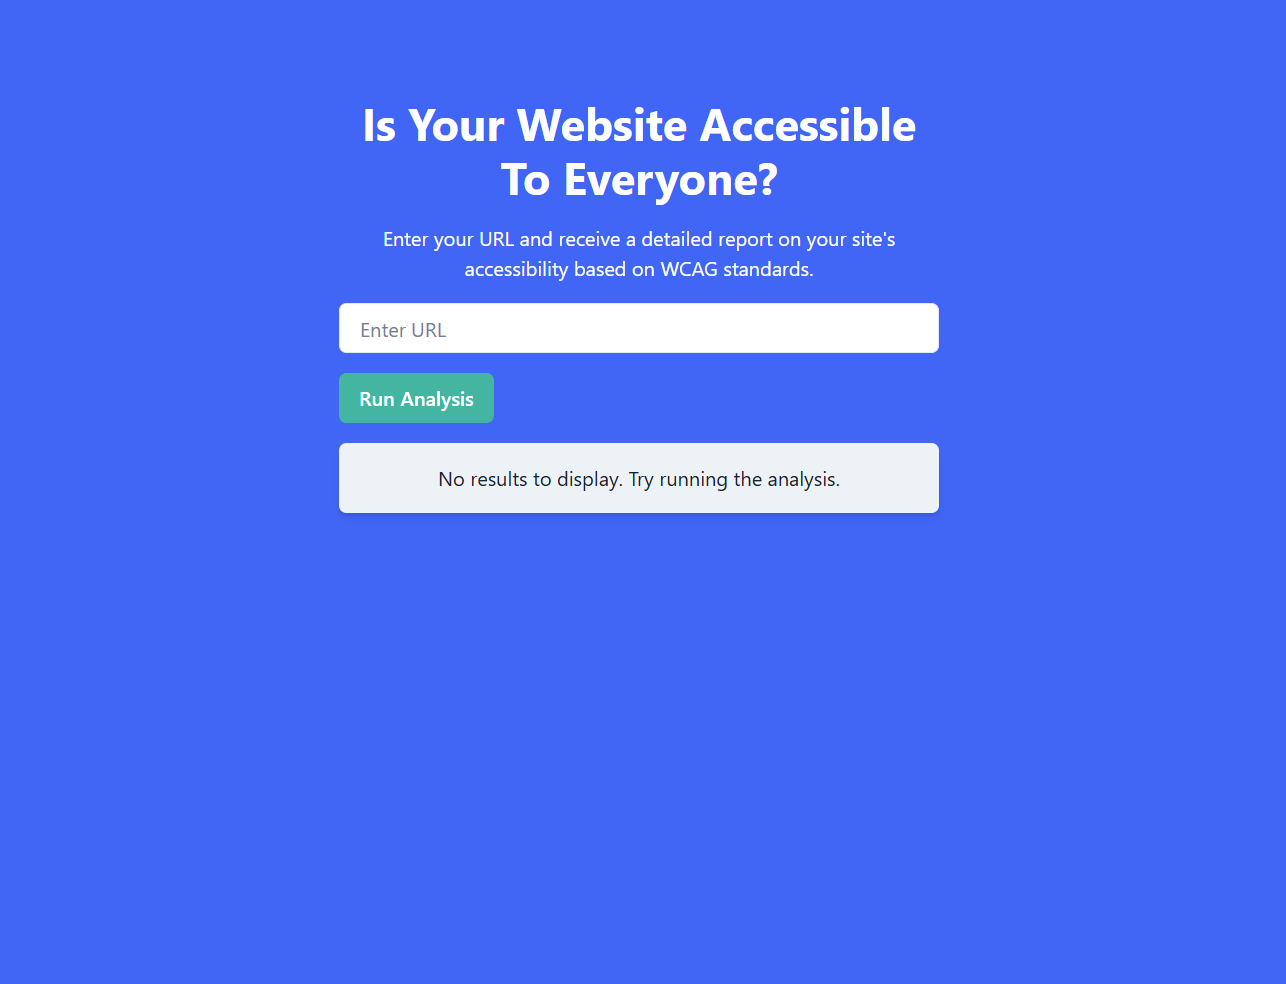 Is Your Website Accessible
To Everyone?
Enter your URL and receive a detailed report on your site's
accessibility based on WCAG standards.
Enter URL
Run Analysis
No results to display. Try running the analysis.